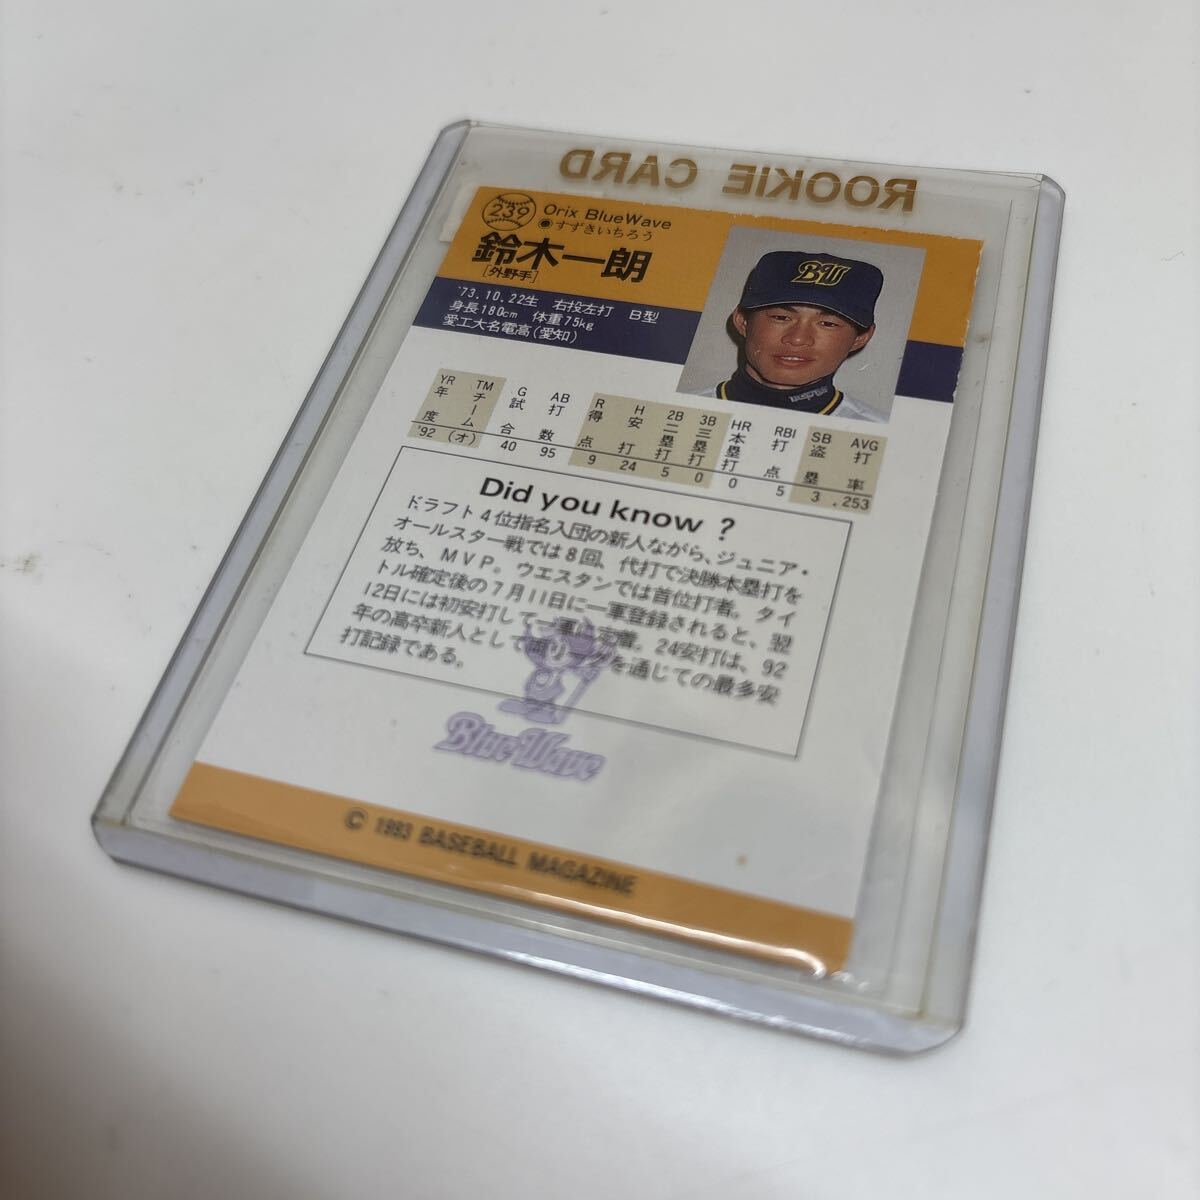 ROOKIE CARD
239
Orix BlueWave
●すずきいちろう
鈴木一朗
[外野手]
'73.10.22生 右投左打 B型
身長180cm 体重75kg
愛工大名電高(愛知)
YR TM G AB R H 2B 3B HR RBI SB AVG
年度 チーム 試合 打数 得点 安打 二塁打 三塁打 本塁打 打点 盗塁 打率
'92 (オ) 40 95 9 24 5 0 0 5 3 .253
Did you know ?
ドラフト4位指名入団の新人ながら、ジュニア・
オールスター戦では8回、代打で決勝本塁打を
放ち、MVP。ウエスタンでは首位打者。タイ
トル確定後の7月11日に一軍登録されると、翌
12日には初安打して一軍に定着。24安打は、92
年の高卒新人として両リーグを通じての最多安
打記録である。
BlueWave
© 1993 BASEBALL MAGAZINE
BW